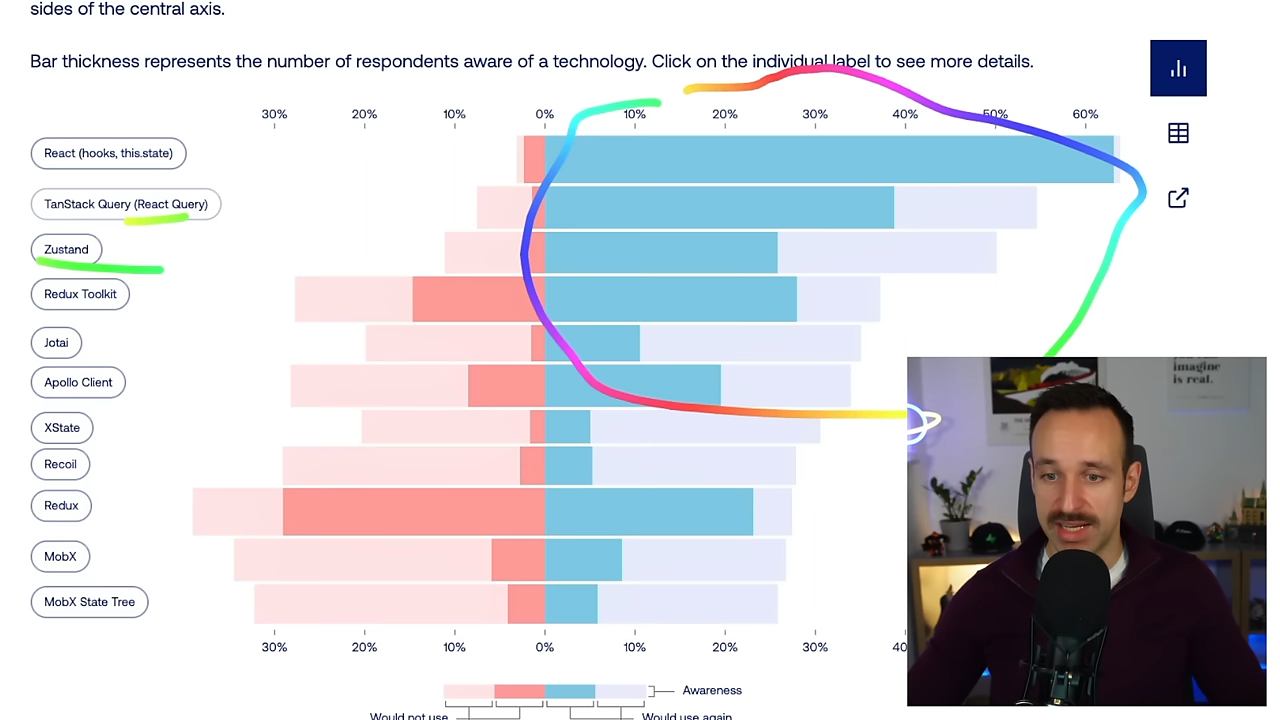 sides of the central axis.
Bar thickness represents the number of respondents aware of a technology. Click on the individual label to see more details.
30% 20% 10% 0% 10% 20% 30% 40% 50% 60%
React (hooks, this.state)
TanStack Query (React Query)
Zustand
Redux Toolkit
Jotai
Apollo Client
XState
Recoil
Redux
MobX
MobX State Tree
imagine
is real.
30% 20% 10% 0% 10% 20% 30% 40
Awareness
Would not use Would use again